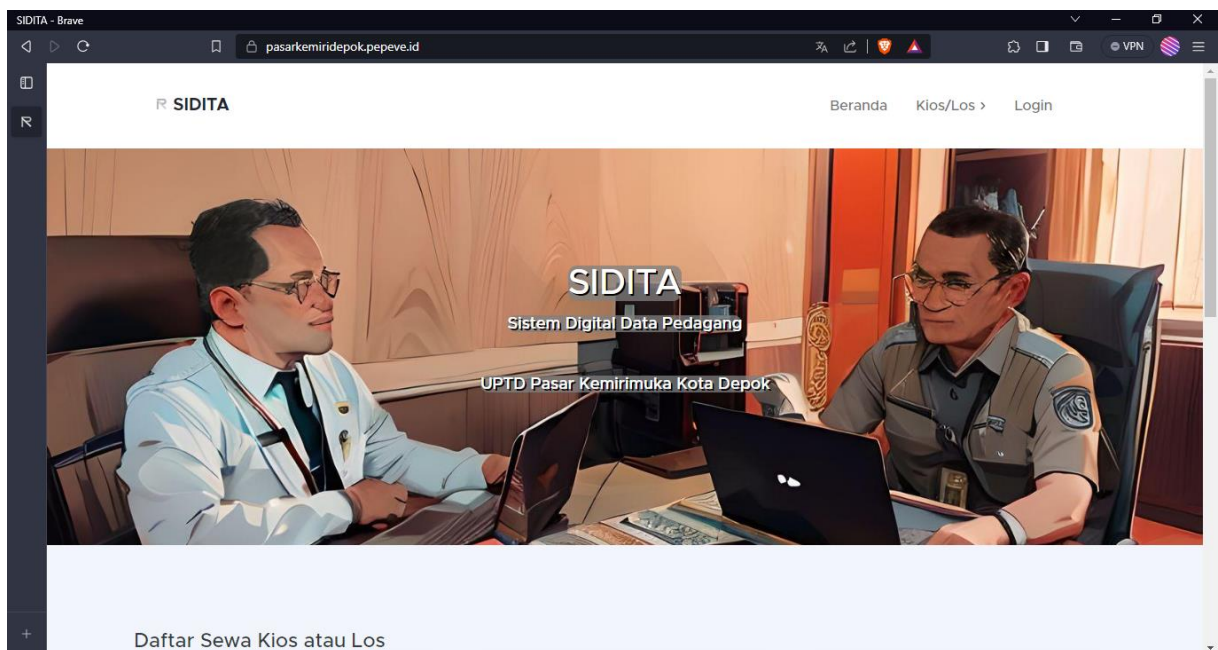 SIDITA - Brave
pasarkemiridepok.pepeve.id
VPN
SIDITA
Beranda Kios/Los › Login
SIDITA
Sistem Digital Data Pedagang
UPTD Pasar Kemirimuka Kota Depok
Daftar Sewa Kios atau Los